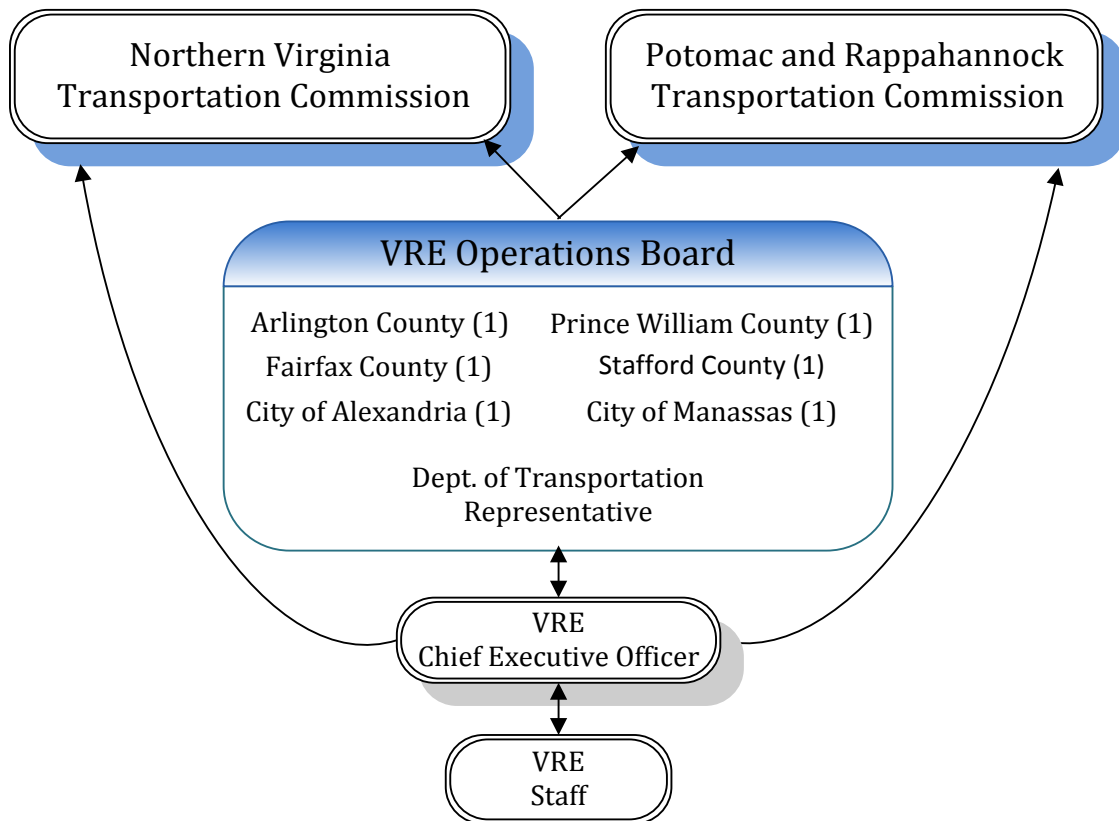 Northern Virginia
Transportation Commission
Potomac and Rappahannock
Transportation Commission
VRE Operations Board
Arlington County (1)
Prince William County (1)
Fairfax County (1)
Stafford County (1)
City of Alexandria (1)
City of Manassas (1)
Dept. of Transportation
Representative
VRE
Chief Executive Officer
VRE
Staff